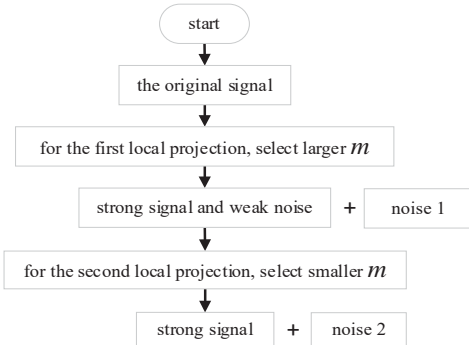 start
the original signal
for the first local projection, select larger m
strong signal and weak noise + noise 1
for the second local projection, select smaller m
strong signal + noise 2